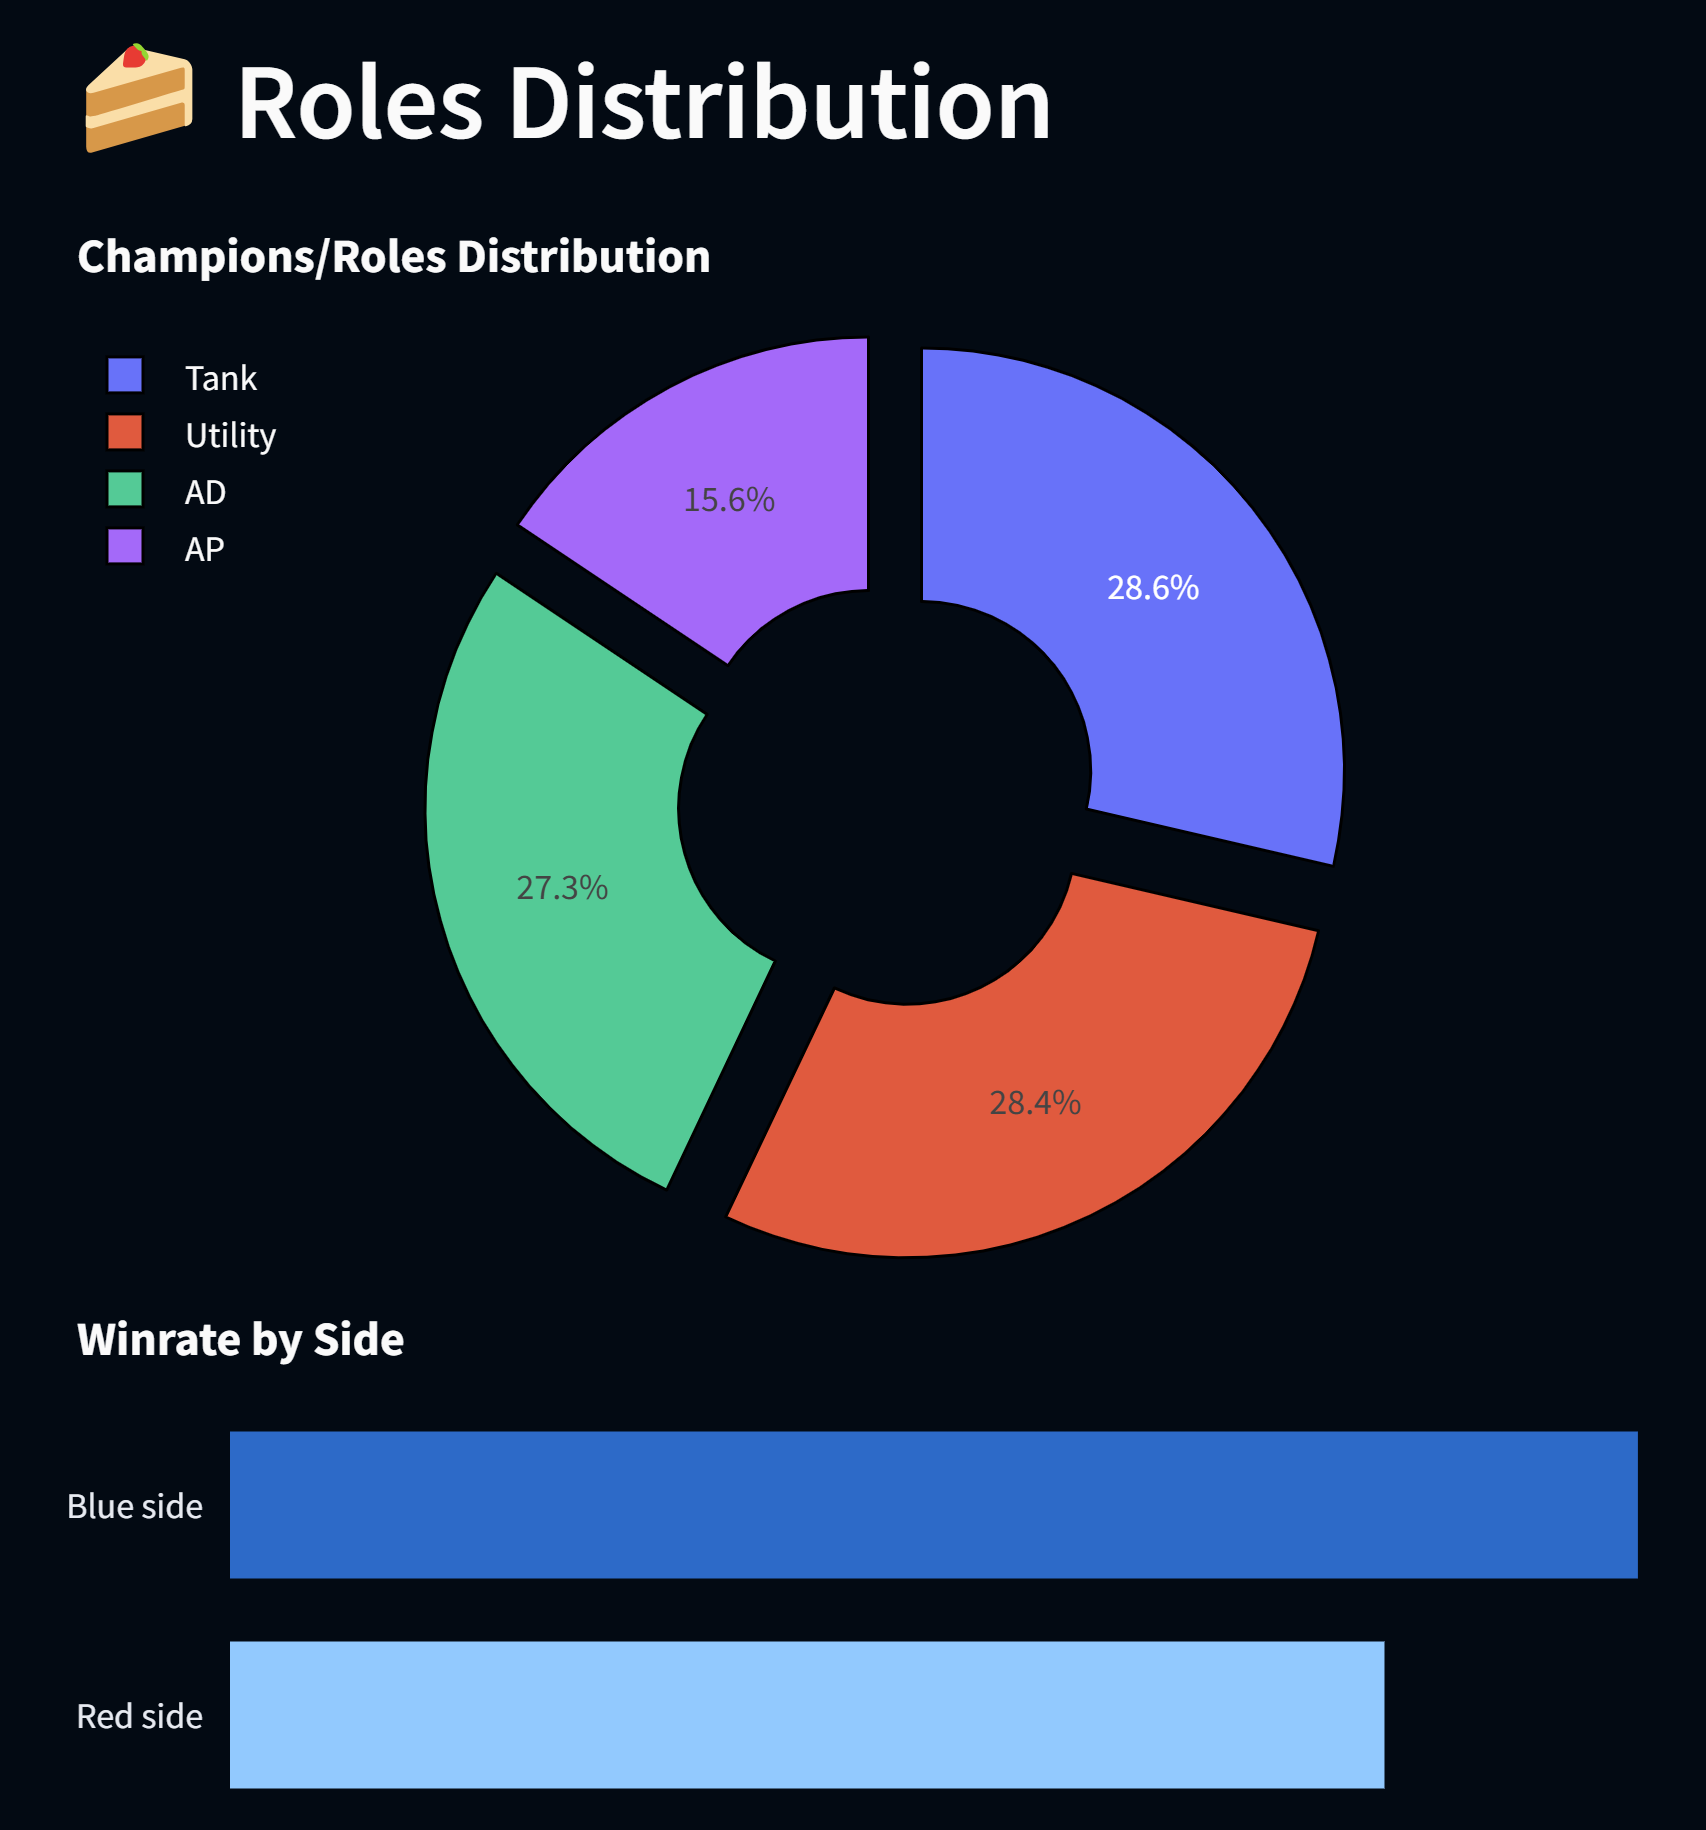 Roles Distribution
Champions/Roles Distribution
Tank
Utility
AD
AP
15.6%
28.6%
27.3%
28.4%
Winrate by Side
Blue side
Red side